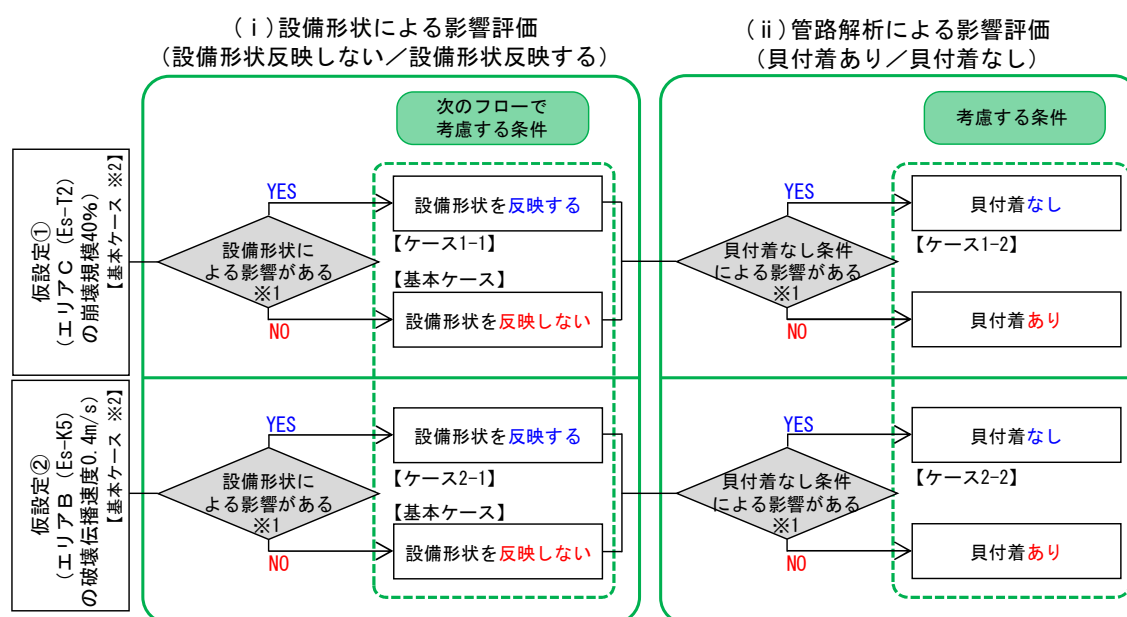 (ⅰ)設備形状による影響評価
(設備形状反映しない/設備形状反映する)
(ⅱ)管路解析による影響評価
(貝付着あり/貝付着なし)
次のフローで
考慮する条件
考慮する条件
仮設定①
(エリアC(Es-T2)
の崩壊規模40%)
【基本ケース ※2】
設備形状に
よる影響がある
※1
YES
設備形状を反映する
【ケース1-1】
【基本ケース】
設備形状を反映しない
NO
貝付着なし条件
による影響がある
※1
YES
貝付着なし
【ケース1-2】
貝付着あり
NO
仮設定②
(エリアB(Es-K5)
の破壊伝播速度0.4m/s)
【基本ケース ※2】
設備形状に
よる影響がある
※1
YES
設備形状を反映する
【ケース2-1】
【基本ケース】
設備形状を反映しない
NO
貝付着なし条件
による影響がある
※1
YES
貝付着なし
【ケース2-2】
貝付着あり
NO